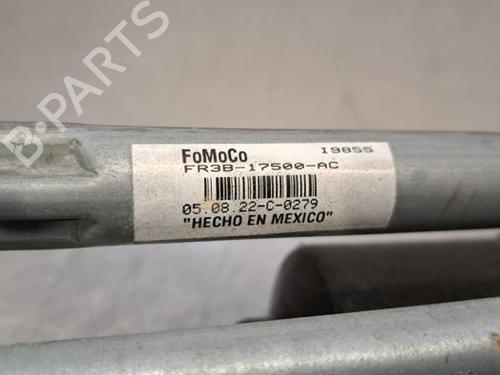 B-PARTS
FoMoCo I9855
FR3B-17500-AC
05.08.22-C-0279
"HECHO EN MEXICO"